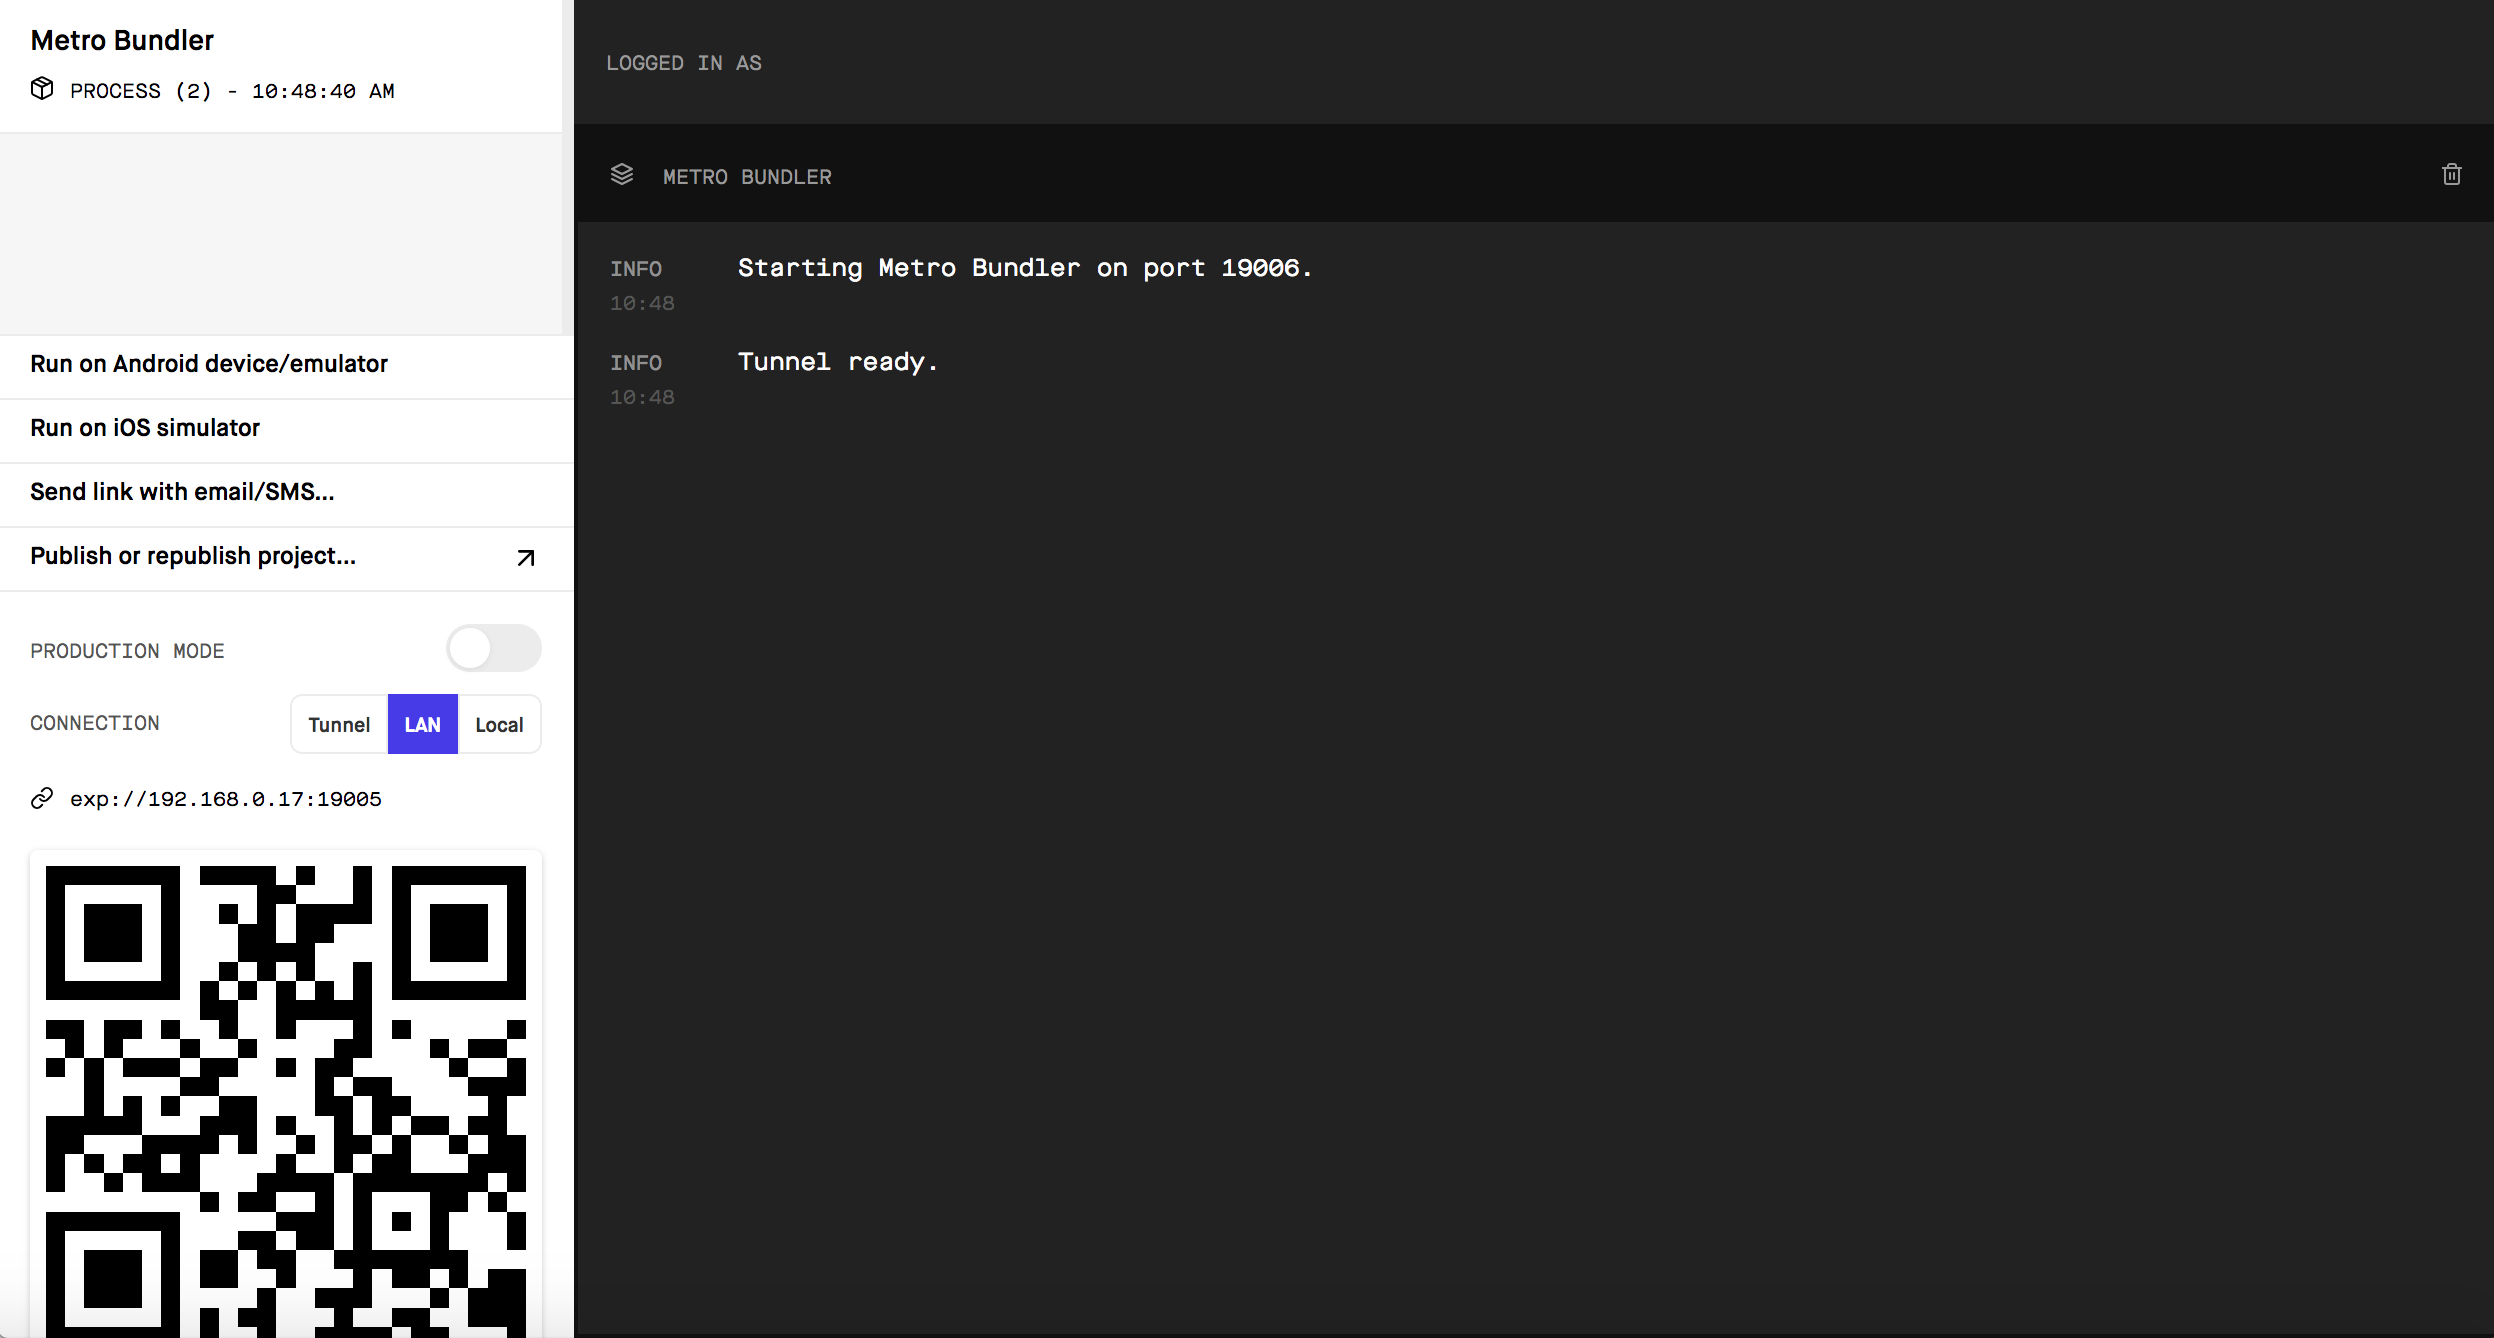 Metro Bundler
PROCESS (2) - 10:48:40 AM
Run on Android device/emulator
Run on iOS simulator
Send link with email/SMS...
Publish or republish project...
PRODUCTION MODE
CONNECTION
Tunnel LAN Local
exp://192.168.0.17:19005
LOGGED IN AS
METRO BUNDLER
INFO Starting Metro Bundler on port 19006.
10:48
INFO Tunnel ready.
10:48